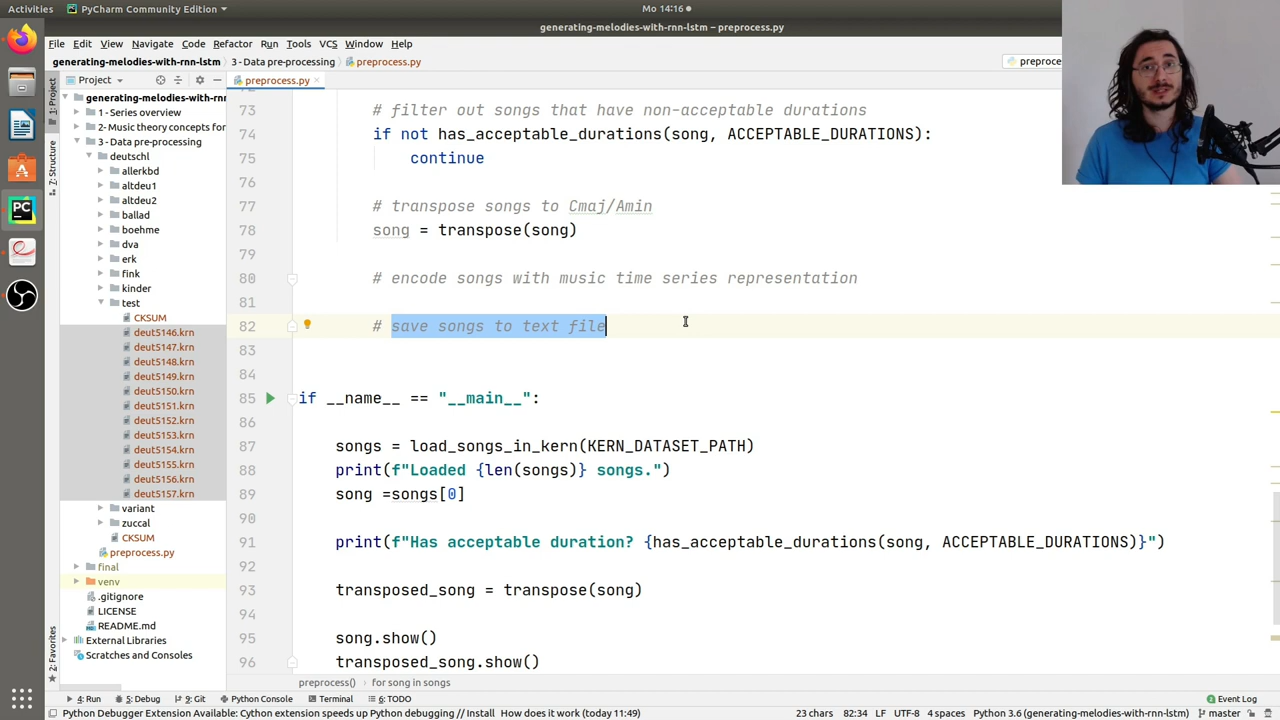 Activities
PyCharm Community Edition
Mo 14:16
generating-melodies-with-rnn-lstm – preprocess.py
File Edit View Navigate Code Refactor Run Tools VCS Window Help
generating-melodies-with-rnn-lstm 3 - Data pre-processing preprocess.py
preproce
Project
preprocess.py
1: Project
7: Structure
2: Favorites
generating-melodies-with-rn
1 - Series overview
2- Music theory concepts for
3 - Data pre-processing
deutschl
allerkbd
altdeu1
altdeu2
ballad
boehme
dva
erk
fink
kinder
test
CKSUM
deut5146.krn
deut5147.krn
deut5148.krn
deut5149.krn
deut5150.krn
deut5151.krn
deut5152.krn
deut5153.krn
deut5154.krn
deut5155.krn
deut5156.krn
deut5157.krn
variant
zuccal
CKSUM
preprocess.py
final
venv
.gitignore
LICENSE
README.md
External Libraries
Scratches and Consoles
73 # filter out songs that have non-acceptable durations
74 if not has_acceptable_durations(song, ACCEPTABLE_DURATIONS):
75 continue
76
77 # transpose songs to Cmaj/Amin
78 song = transpose(song)
79
80 # encode songs with music time series representation
81
82 # save songs to text file
83
84
85 if __name__ == "__main__":
86
87 songs = load_songs_in_kern(KERN_DATASET_PATH)
88 print(f"Loaded {len(songs)} songs.")
89 song =songs[0]
90
91 print(f"Has acceptable duration? {has_acceptable_durations(song, ACCEPTABLE_DURATIONS)}")
92
93 transposed_song = transpose(song)
94
95 song.show()
96 transposed_song.show()
preprocess() for song in songs
4: Run 5: Debug 9: Git Python Console Terminal 6: TODO Event Log
Python Debugger Extension Available: Cython extension speeds up Python debugging // Install How does it work (today 11:49) 23 chars 82:34 LF UTF-8 4 spaces Python 3.6 (generating-melodies-with-rnn-lstm) master